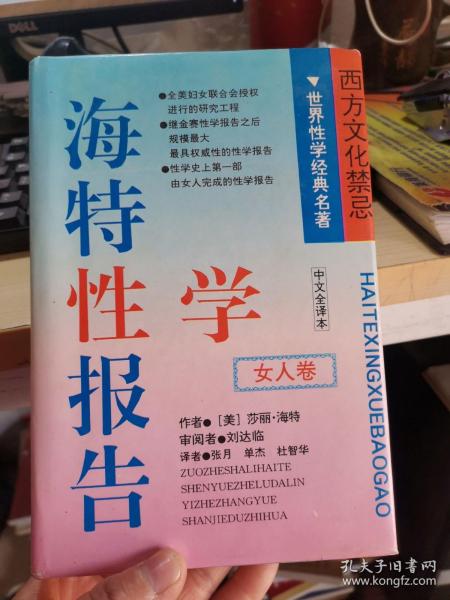 海特性学报告
●全美妇女联合会授权
进行的研究工程
●继金赛性学报告之后
规模最大
最具权威性的性学报告
●性学史上第一部
由女人完成的性学报告
▼世界性学经典名著
西方文化禁忌
中文全译本
HAITEXINGXUEBAOGAO
女人卷
作者●［美］莎丽·海特
审阅者●刘达临
译者●张月 单杰 杜智华
ZUOZHESHALIHAITE
SHENYUEZHELUDALIN
YIZHEZHANGYUE
SHANJIEDUZHIHUA
DELL
孔夫子旧书网
www.kongfz.com